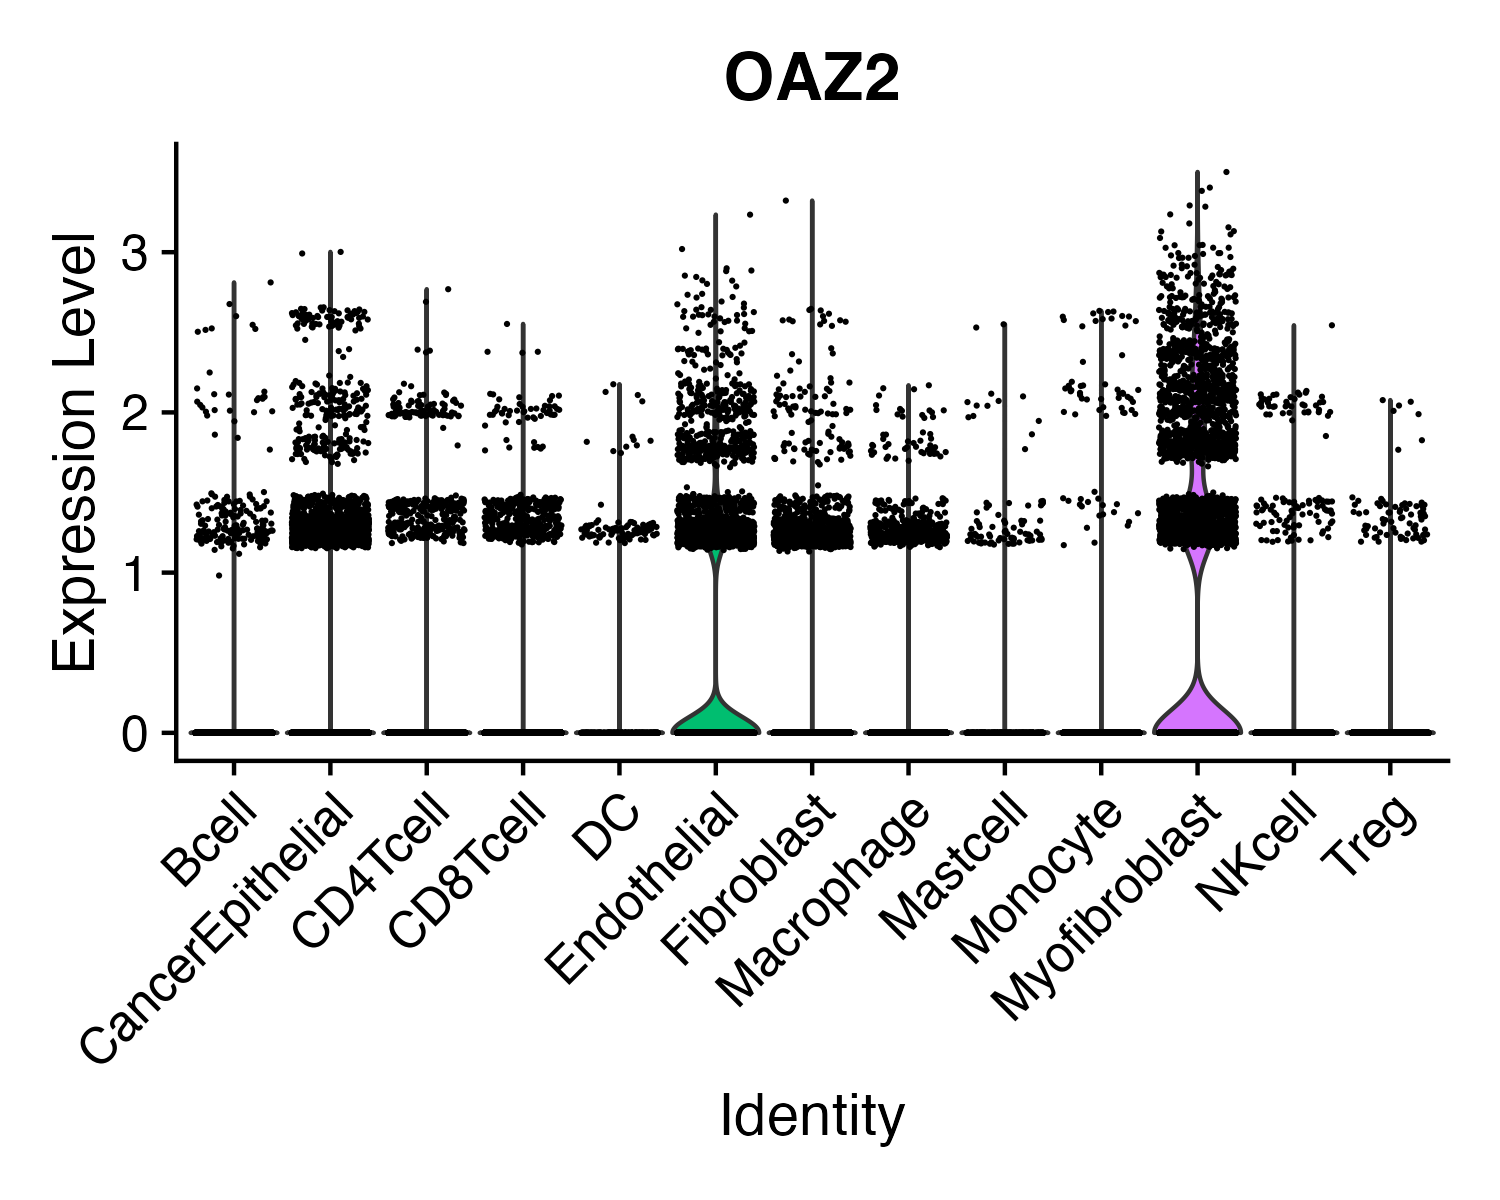 OAZ2
Expression Level
3
2
1
0
Bcell
CancerEpithelial
CD4Tcell
CD8Tcell
DC
Endothelial
Fibroblast
Macrophage
Mastcell
Monocyte
Myofibroblast
NKcell
Treg
Identity